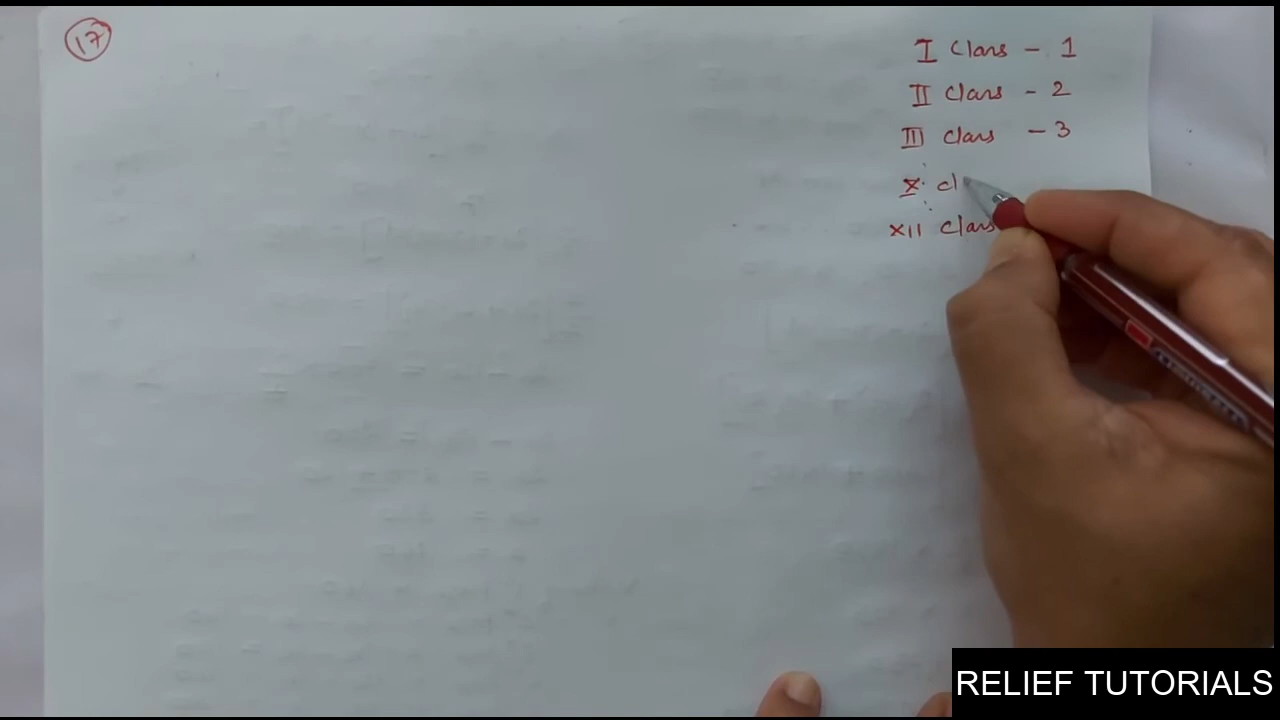 17
I Class - 1
II Class - 2
III Class - 3
X cl
XII Class
RELIEF TUTORIALS